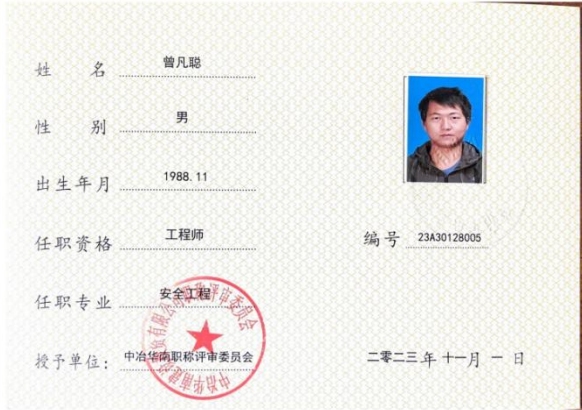 姓 名 曾凡聪
性 别 男
出生年月 1988.11
任职资格 工程师
编号 23A30128005
任职专业 安全工程
授予单位: 中冶华南职称评审委员会
二零二三年十一月一日